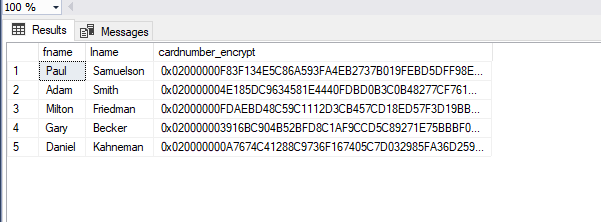 100 %
Results Messages
fname lname cardnumber_encrypt
1 Paul Samuelson 0x02000000F83F134E5C86A593FA4EB2737B019FEBD5DFF98E...
2 Adam Smith 0x020000004E185DC9634581E4440FDBD0B3C0B48277CF761...
3 Milton Friedman 0x02000000FDAEBD48C59C1112D3CB457CD18ED57F3D19BB...
4 Gary Becker 0x020000003916BC904B52BFD8C1AF9CCD5C89271E75BBBF0...
5 Daniel Kahneman 0x02000000A7674C41288C9736F167405C7D032985FA36D259...